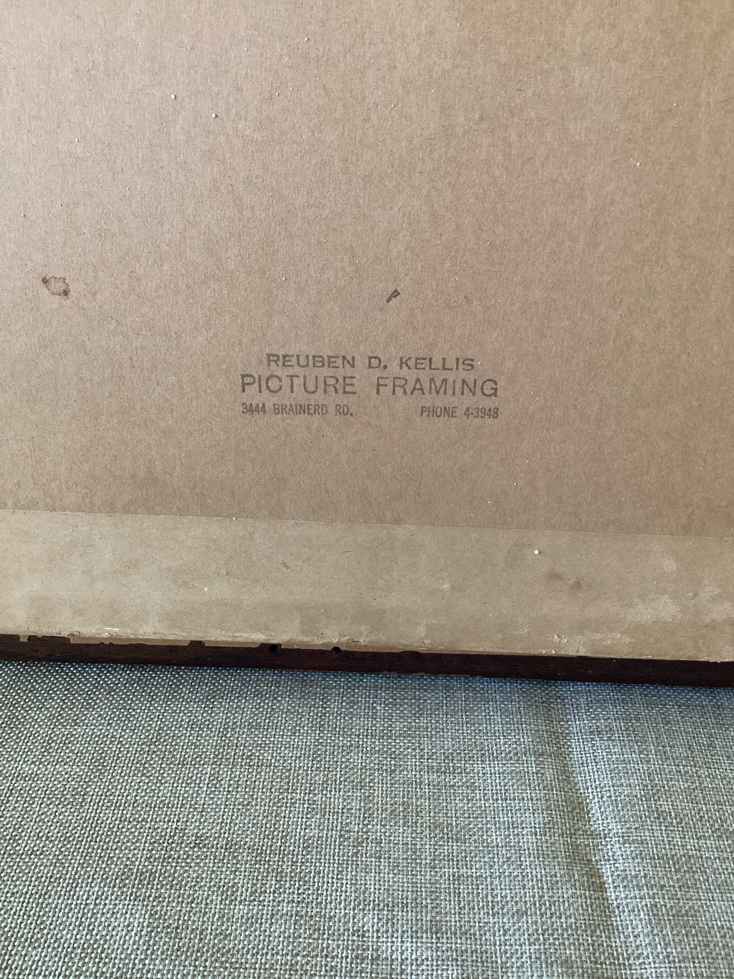 REUBEN D. KELLIS
PICTURE FRAMING
3444 BRAINERD RD. PHONE 4-3948